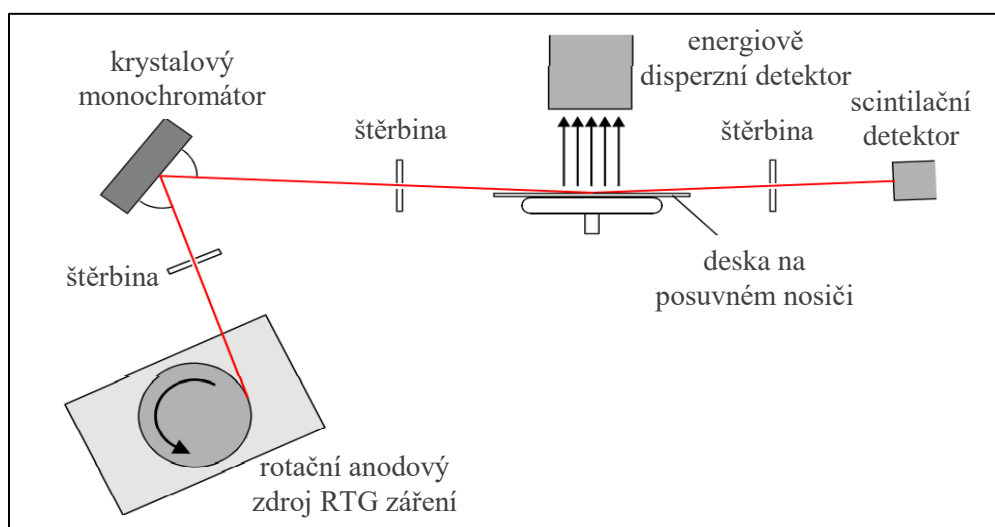 krystalový
monochromátor
energiově
disperzní detektor
scintilační
detektor
štěrbina
štěrbina
štěrbina
deska na
posuvném nosiči
rotační anodový
zdroj RTG záření